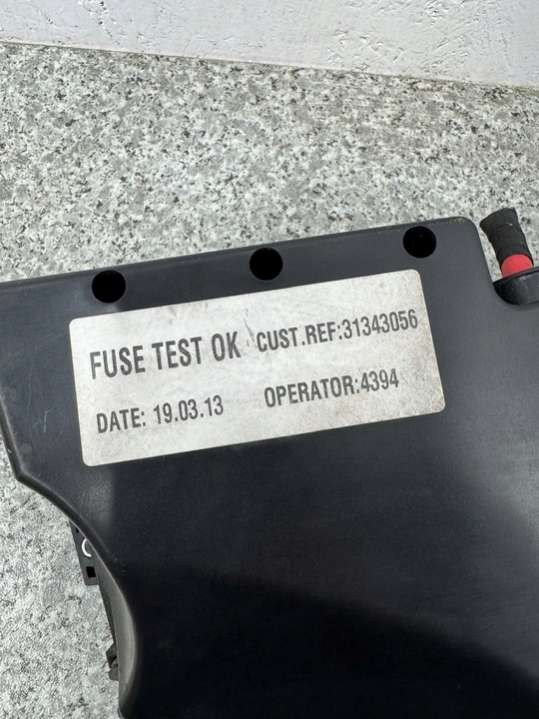 FUSE TEST OK CUST.REF:31343056
DATE: 19.03.13 OPERATOR:4394